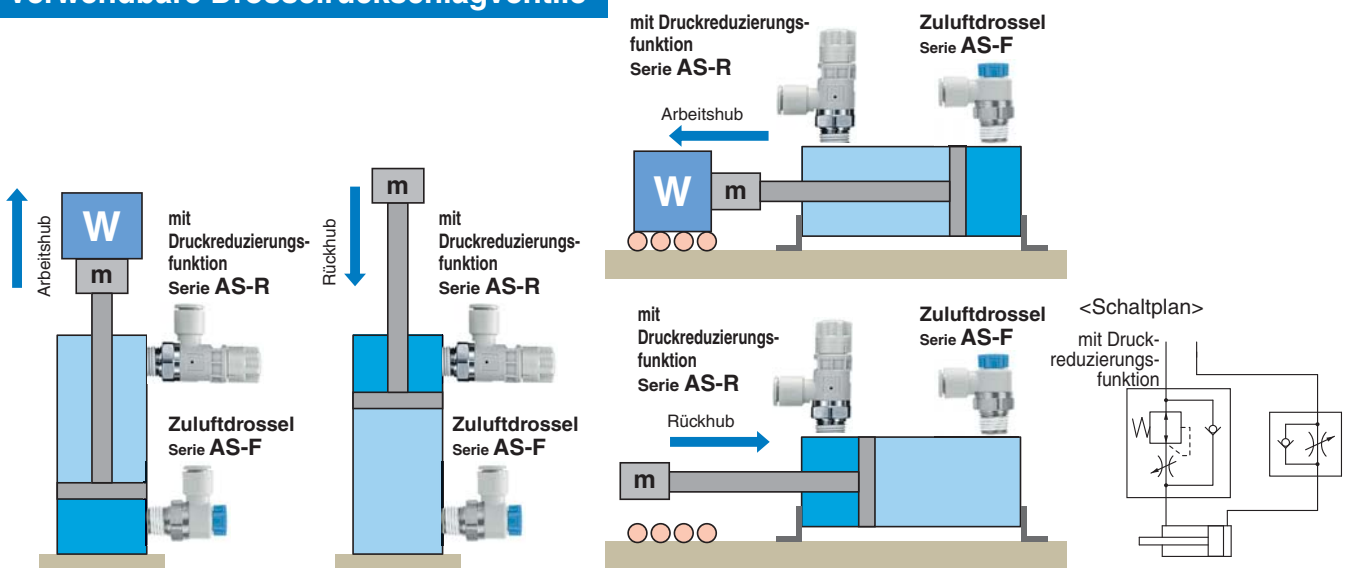 Verwendbare Drosselrückschlagventile
Arbeitshub
W
m
mit
Druckreduzierungs-
funktion
Serie AS-R
Zuluftdrossel
Serie AS-F
Rückhub
m
mit
Druckreduzierungs-
funktion
Serie AS-R
Zuluftdrossel
Serie AS-F
mit Druckreduzierungs-
funktion
Serie AS-R
Zuluftdrossel
Serie AS-F
Arbeitshub
W
m
mit
Druckreduzierungs-
funktion
Serie AS-R
Zuluftdrossel
Serie AS-F
Rückhub
m
<Schaltplan>
mit Druck-
reduzierungs-
funktion